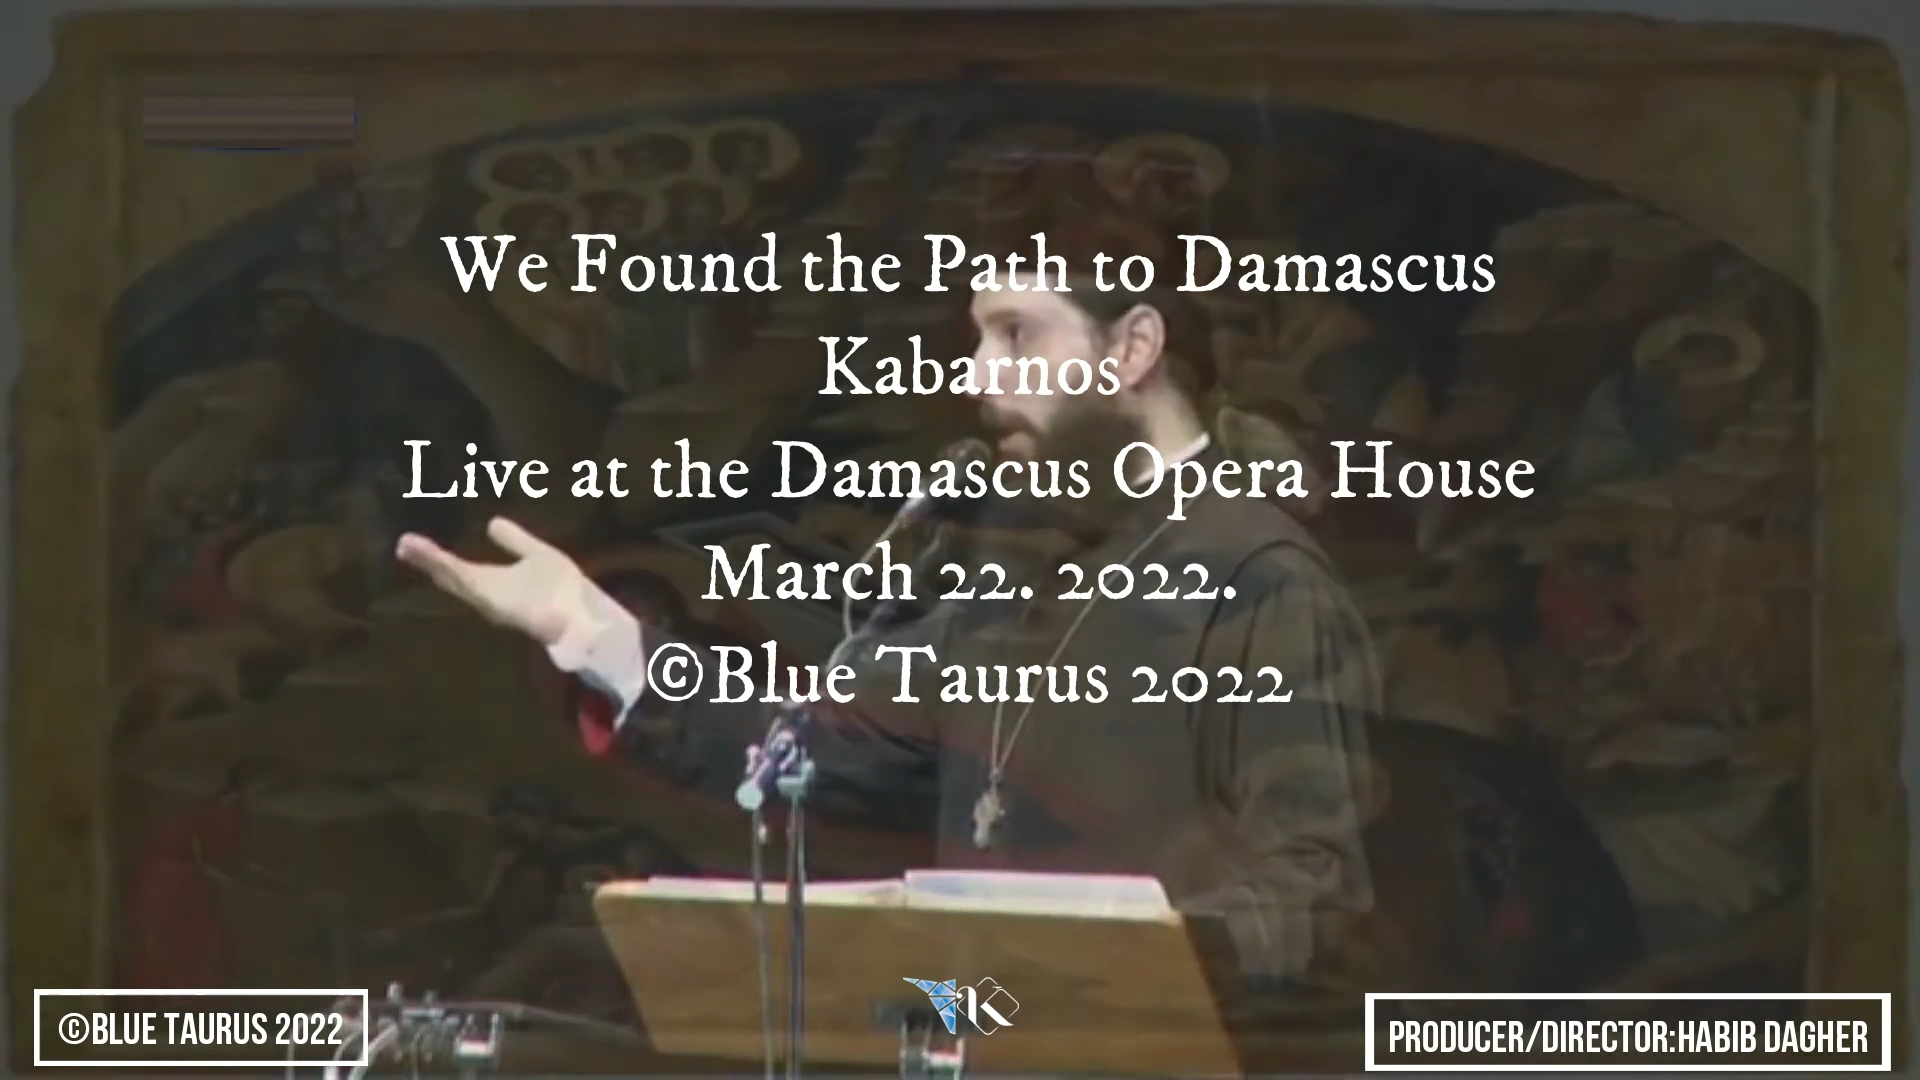 We Found the Path to Damascus
Kabarnos
Live at the Damascus Opera House
March 22. 2022.
©Blue Taurus 2022
K
©BLUE TAURUS 2022
PRODUCER/DIRECTOR:HABIB DAGHER